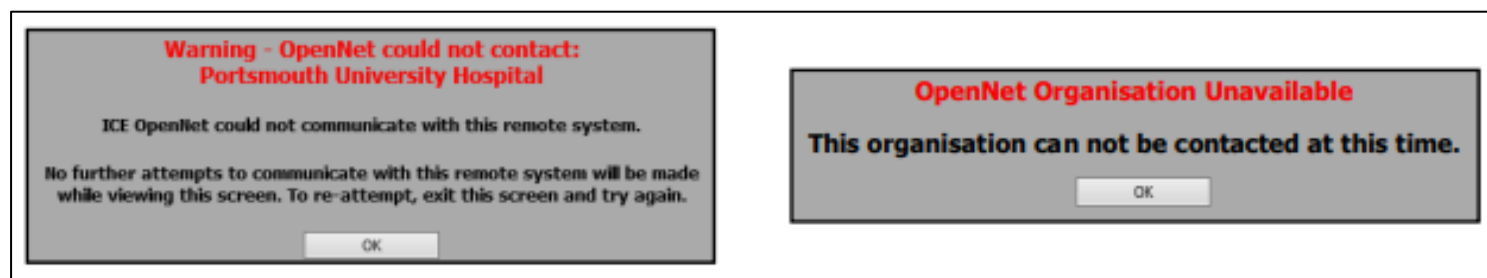 Warning - OpenNet could not contact:
Portsmouth University Hospital
ICE OpenNet could not communicate with this remote system.
No further attempts to communicate with this remote system will be made
while viewing this screen. To re-attempt, exit this screen and try again.
OK
OpenNet Organisation Unavailable
This organisation can not be contacted at this time.
OK